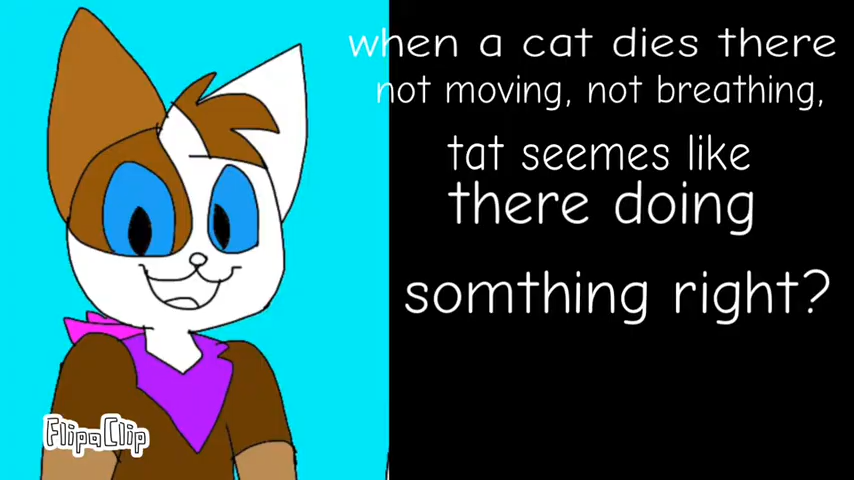 when a cat dies there
not moving, not breathing,
tat seemes like
there doing
somthing right?
FlipaClip